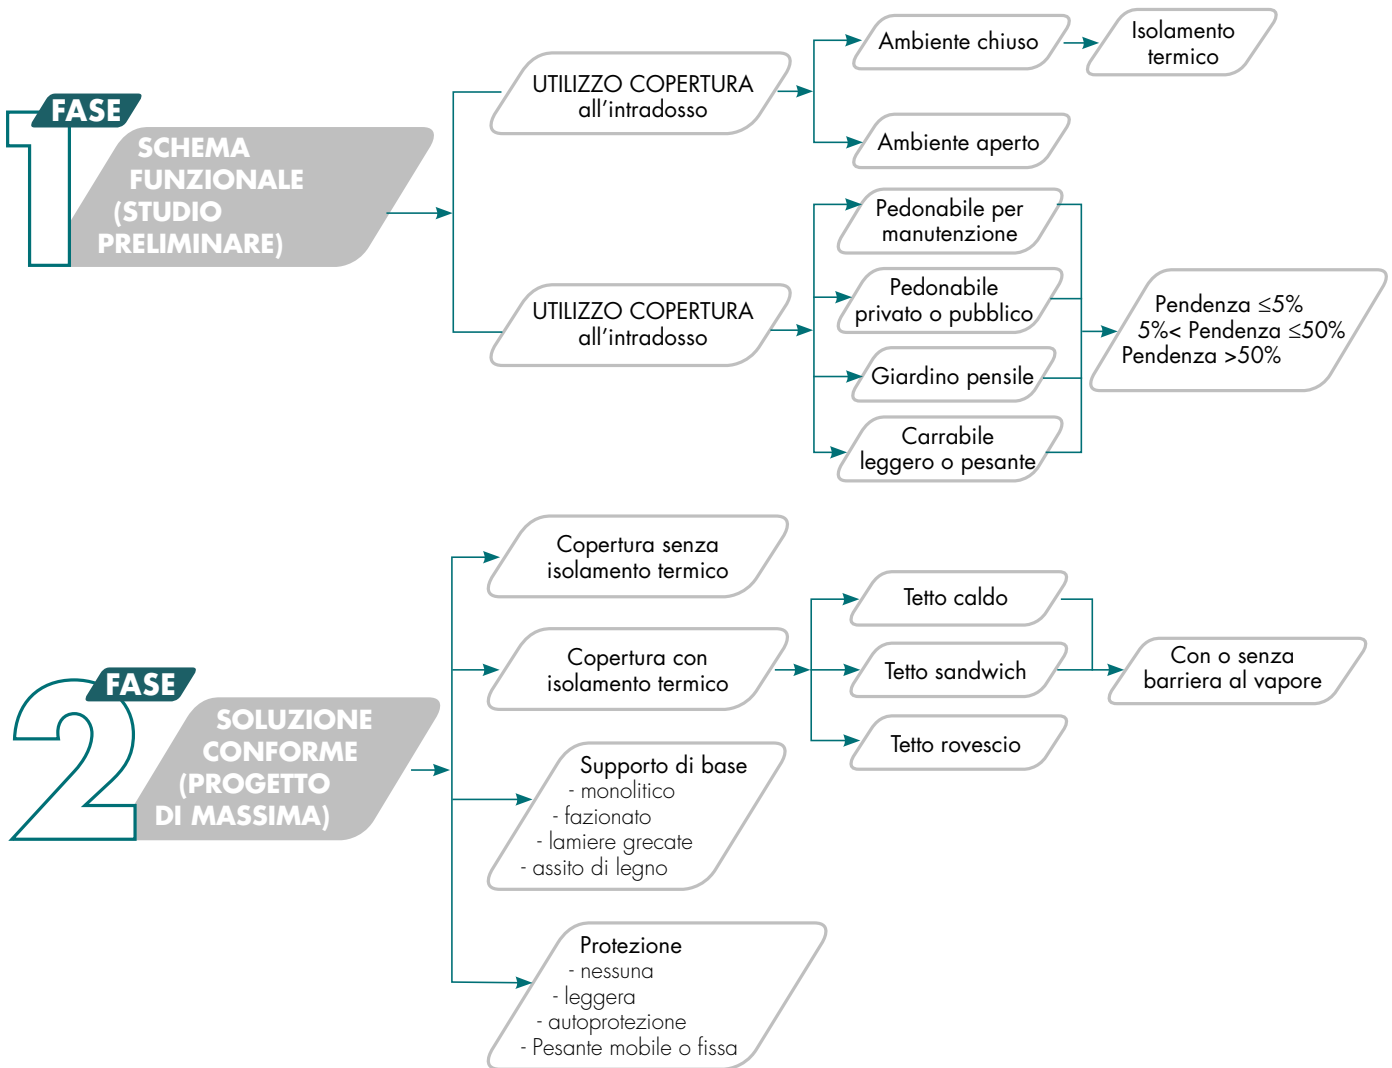 1
FASE
SCHEMA
FUNZIONALE
(STUDIO
PRELIMINARE)
UTILIZZO COPERTURA
all'intradosso
Ambiente chiuso
Isolamento
termico
Ambiente aperto
UTILIZZO COPERTURA
all'intradosso
Pedonabile per
manutenzione
Pedonabile
privato o pubblico
Giardino pensile
Carrabile
leggero o pesante
Pendenza ≤5%
5%< Pendenza ≤50%
Pendenza >50%
2
FASE
SOLUZIONE
CONFORME
(PROGETTO
DI MASSIMA)
Copertura senza
isolamento termico
Copertura con
isolamento termico
Tetto caldo
Tetto sandwich
Tetto rovescio
Con o senza
barriera al vapore
Supporto di base
- monolitico
- fazionato
- lamiere grecate
- assito di legno
Protezione
- nessuna
- leggera
- autoprotezione
- Pesante mobile o fissa